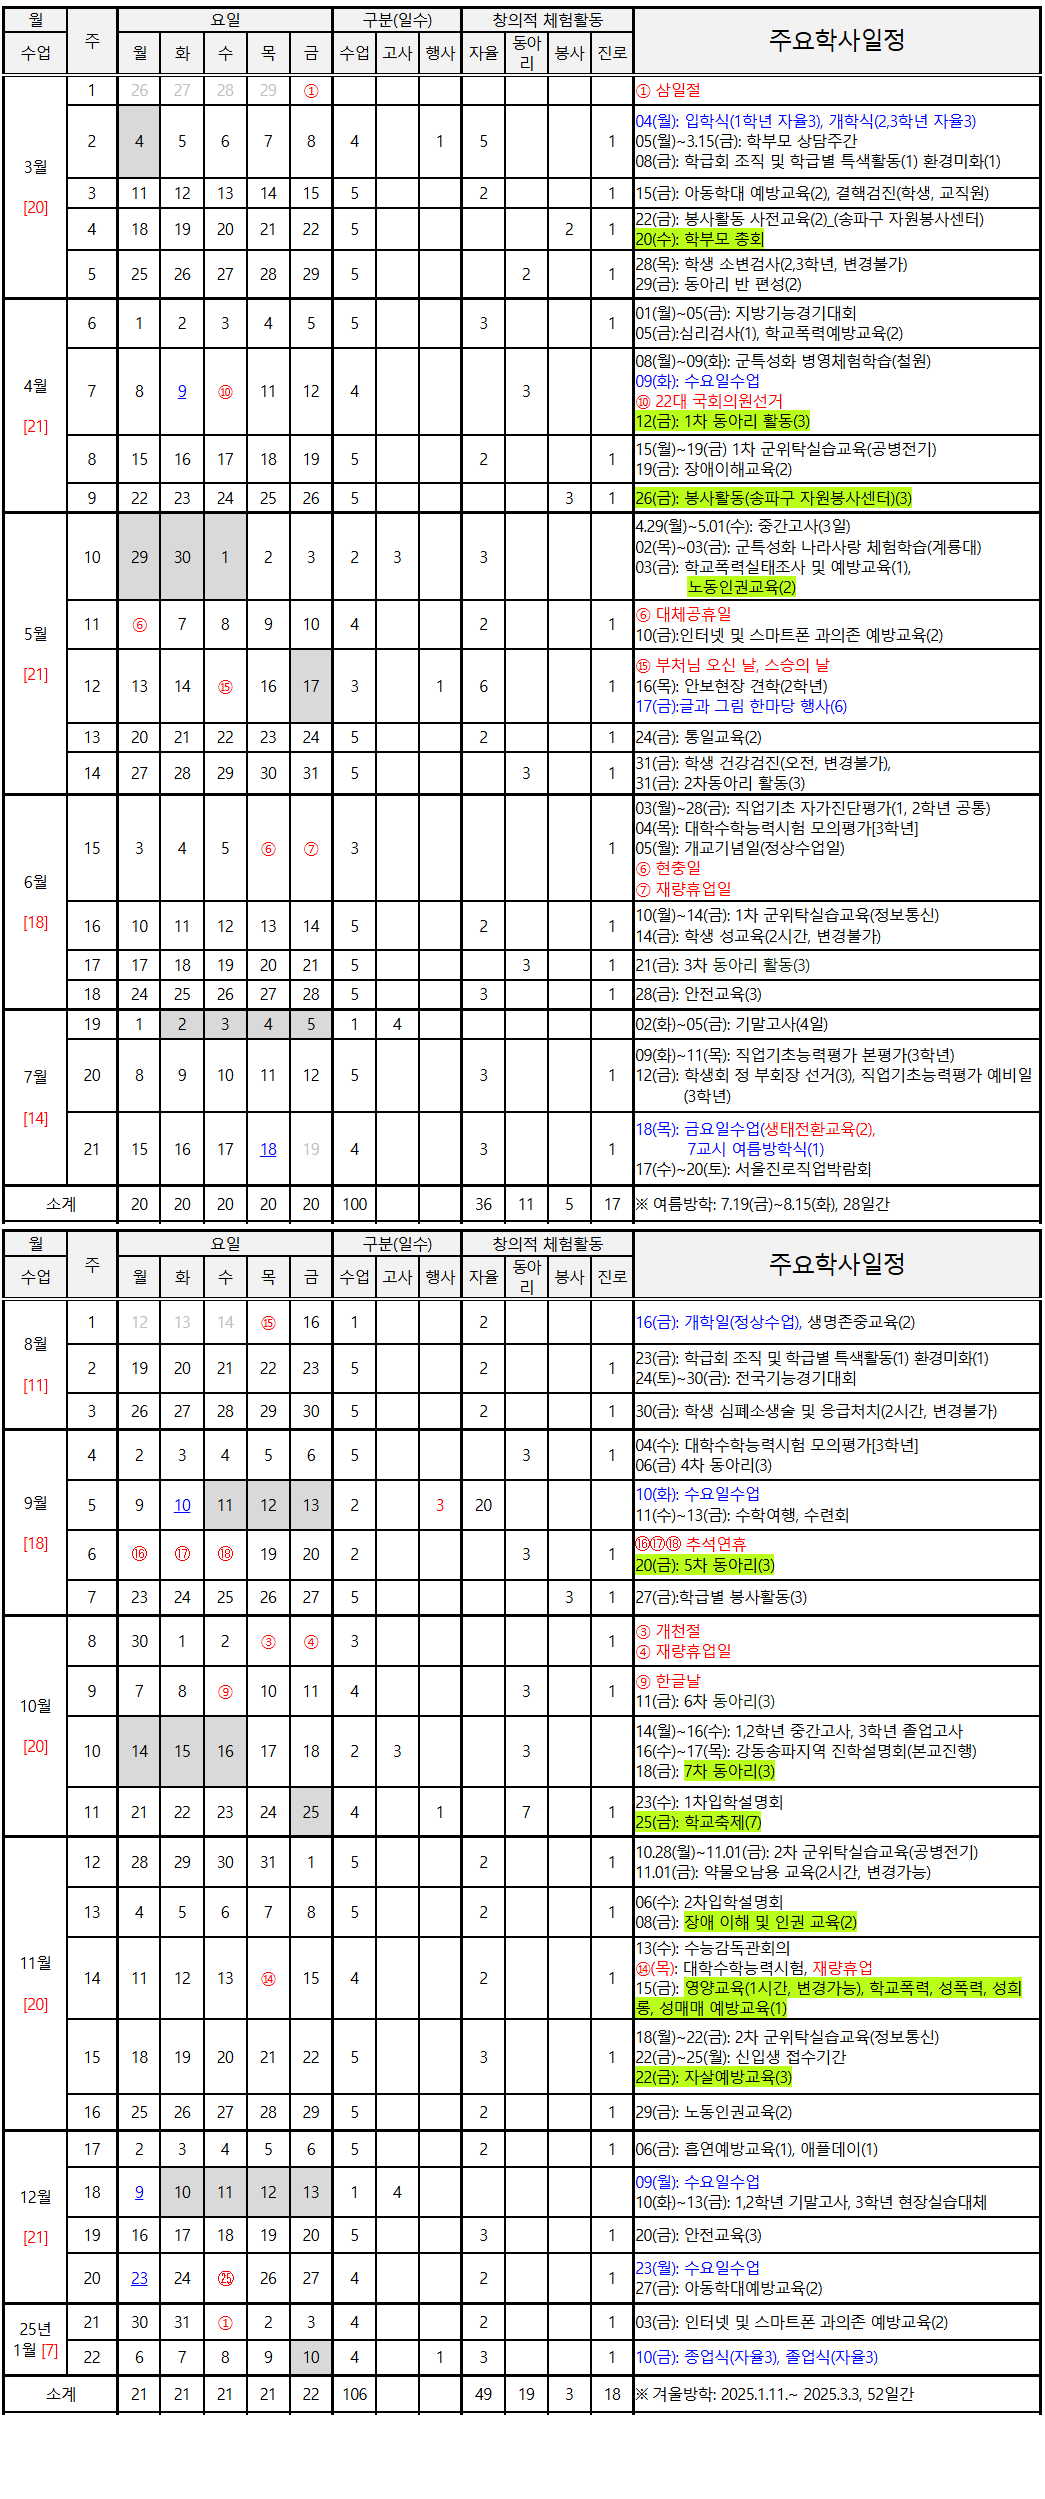 월 주 요일 구분(일수) 창의적 체험활동 주요학사일정
수업 월 화 수 목 금 수업 고사 행사 자율 동아리 봉사 진로
3월
[20]
1 26 27 28 29 ① ① 삼일절
2 4 5 6 7 8 4 1 5 1
04(월): 입학식(1학년 자율3), 개학식(2,3학년 자율3)
05(월)~3.15(금): 학부모 상담주간
08(금): 학급회 조직 및 학급별 특색활동(1) 환경미화(1)
3 11 12 13 14 15 5 2 1 15(금): 아동학대 예방교육(2), 결핵검진(학생, 교직원)
4 18 19 20 21 22 5 2 1
22(금): 봉사활동 사전교육(2)_(송파구 자원봉사센터)
20(수): 학부모 총회
5 25 26 27 28 29 5 2 1
28(목): 학생 소변검사(2,3학년, 변경불가)
29(금): 동아리 반 편성(2)
4월
[21]
6 1 2 3 4 5 5 3 1
01(월)~05(금): 지방기능경기대회
05(금):심리검사(1), 학교폭력예방교육(2)
7 8 9 ⑩ 11 12 4 3
08(월)~09(화): 군특성화 병영체험학습(철원)
09(화): 수요일수업
⑩ 22대 국회의원선거
12(금): 1차 동아리 활동(3)
8 15 16 17 18 19 5 2 1
15(월)~19(금) 1차 군위탁실습교육(공병전기)
19(금): 장애이해교육(2)
9 22 23 24 25 26 5 3 1 26(금): 봉사활동(송파구 자원봉사센터)(3)
5월
[21]
10 29 30 1 2 3 2 3 3
4.29(월)~5.01(수): 중간고사(3일)
02(목)~03(금): 군특성화 나라사랑 체험학습(계룡대)
03(금): 학교폭력실태조사 및 예방교육(1),
노동인권교육(2)
11 ⑥ 7 8 9 10 4 2 1
⑥ 대체공휴일
10(금):인터넷 및 스마트폰 과의존 예방교육(2)
12 13 14 ⑮ 16 17 3 1 6 1
⑮ 부처님 오신 날, 스승의 날
16(목): 안보현장 견학(2학년)
17(금):글과 그림 한마당 행사(6)
13 20 21 22 23 24 5 2 1 24(금): 통일교육(2)
14 27 28 29 30 31 5 3 1
31(금): 학생 건강검진(오전, 변경불가),
31(금): 2차동아리 활동(3)
6월
[18]
15 3 4 5 ⑥ ⑦ 3 1
03(월)~28(금): 직업기초 자가진단평가(1, 2학년 공통)
04(목): 대학수학능력시험 모의평가[3학년]
05(월): 개교기념일(정상수업일)
⑥ 현충일
⑦ 재량휴업일
16 10 11 12 13 14 5 2 1
10(월)~14(금): 1차 군위탁실습교육(정보통신)
14(금): 학생 성교육(2시간, 변경불가)
17 17 18 19 20 21 5 3 1 21(금): 3차 동아리 활동(3)
18 24 25 26 27 28 5 3 1 28(금): 안전교육(3)
7월
[14]
19 1 2 3 4 5 1 4 02(화)~05(금): 기말고사(4일)
20 8 9 10 11 12 5 3 1
09(화)~11(목): 직업기초능력평가 본평가(3학년)
12(금): 학생회 정 부회장 선거(3), 직업기초능력평가 예비일
(3학년)
21 15 16 17 18 19 4 3 1
18(목): 금요일수업(생태전환교육(2),
7교시 여름방학식(1)
17(수)~20(토): 서울진로직업박람회
소계 20 20 20 20 20 100 36 11 5 17 ※ 여름방학: 7.19(금)~8.15(화), 28일간
월 주 요일 구분(일수) 창의적 체험활동 주요학사일정
수업 월 화 수 목 금 수업 고사 행사 자율 동아리 봉사 진로
8월
[11]
1 12 13 14 ⑮ 16 1 2 16(금): 개학일(정상수업), 생명존중교육(2)
2 19 20 21 22 23 5 2 1
23(금): 학급회 조직 및 학급별 특색활동(1) 환경미화(1)
24(토)~30(금): 전국기능경기대회
3 26 27 28 29 30 5 2 1 30(금): 학생 심폐소생술 및 응급처치(2시간, 변경불가)
9월
[18]
4 2 3 4 5 6 5 3 1
04(수): 대학수학능력시험 모의평가[3학년]
06(금) 4차 동아리(3)
5 9 10 11 12 13 2 3 20
10(화): 수요일수업
11(수)~13(금): 수학여행, 수련회
6 ⑯ ⑰ ⑱ 19 20 2 3 1
⑯⑰⑱ 추석연휴
20(금): 5차 동아리(3)
7 23 24 25 26 27 5 3 1 27(금):학급별 봉사활동(3)
10월
[20]
8 30 1 2 ③ ④ 3 1
③ 개천절
④ 재량휴업일
9 7 8 ⑨ 10 11 4 3 1
⑨ 한글날
11(금): 6차 동아리(3)
10 14 15 16 17 18 2 3 3
14(월)~16(수): 1,2학년 중간고사, 3학년 졸업고사
16(수)~17(목): 강동송파지역 진학설명회(본교진행)
18(금): 7차 동아리(3)
11 21 22 23 24 25 4 1 7 1
23(수): 1차입학설명회
25(금): 학교축제(7)
11월
[20]
12 28 29 30 31 1 5 2 1
10.28(월)~11.01(금): 2차 군위탁실습교육(공병전기)
11.01(금): 약물오남용 교육(2시간, 변경가능)
13 4 5 6 7 8 5 2 1
06(수): 2차입학설명회
08(금): 장애 이해 및 인권 교육(2)
14 11 12 13 ⑭ 15 4 2 1
13(수): 수능감독관회의
⑭(목): 대학수학능력시험, 재량휴업
15(금): 영양교육(1시간, 변경가능), 학교폭력, 성폭력, 성희
롱, 성매매 예방교육(1)
15 18 19 20 21 22 5 3 1
18(월)~22(금): 2차 군위탁실습교육(정보통신)
22(금)~25(월): 신입생 접수기간
22(금): 자살예방교육(3)
16 25 26 27 28 29 5 2 1 29(금): 노동인권교육(2)
12월
[21]
17 2 3 4 5 6 5 2 1 06(금): 흡연예방교육(1), 애플데이(1)
18 9 10 11 12 13 1 4
09(월): 수요일수업
10(화)~13(금): 1,2학년 기말고사, 3학년 현장실습대체
19 16 17 18 19 20 5 3 1 20(금): 안전교육(3)
20 23 24 ㉕ 26 27 4 2 1
23(월): 수요일수업
27(금): 아동학대예방교육(2)
25년
1월 [7]
21 30 31 ① 2 3 4 2 1 03(금): 인터넷 및 스마트폰 과의존 예방교육(2)
22 6 7 8 9 10 4 1 3 1 10(금): 종업식(자율3), 졸업식(자율3)
소계 21 21 21 21 22 106 49 19 3 18 ※ 겨울방학: 2025.1.11.~ 2025.3.3, 52일간